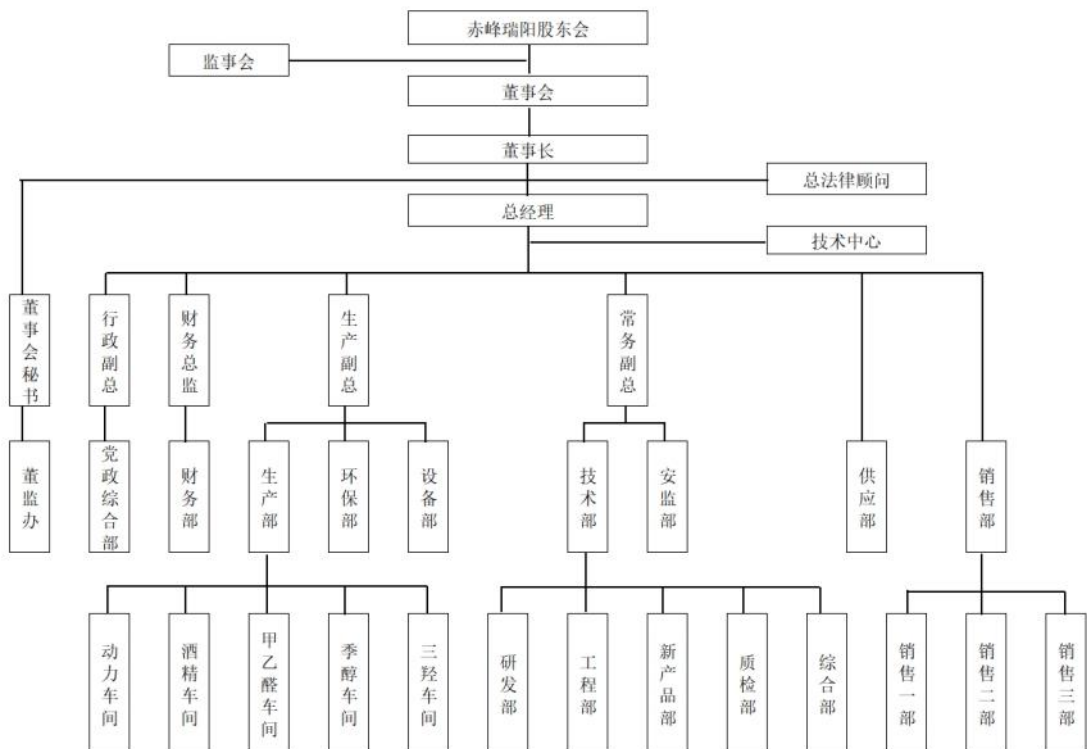 赤峰瑞阳股东会
监事会
董事会
董事长
总法律顾问
总经理
技术中心
董事会秘书
行政副总
财务总监
生产副总
常务副总
董监办
党政综合部
财务部
生产部
环保部
设备部
技术部
安监部
供应部
销售部
动力车间
酒精车间
甲乙醛车间
季醇车间
三羟车间
研发部
工程部
新产品部
质检部
综合部
销售一部
销售二部
销售三部